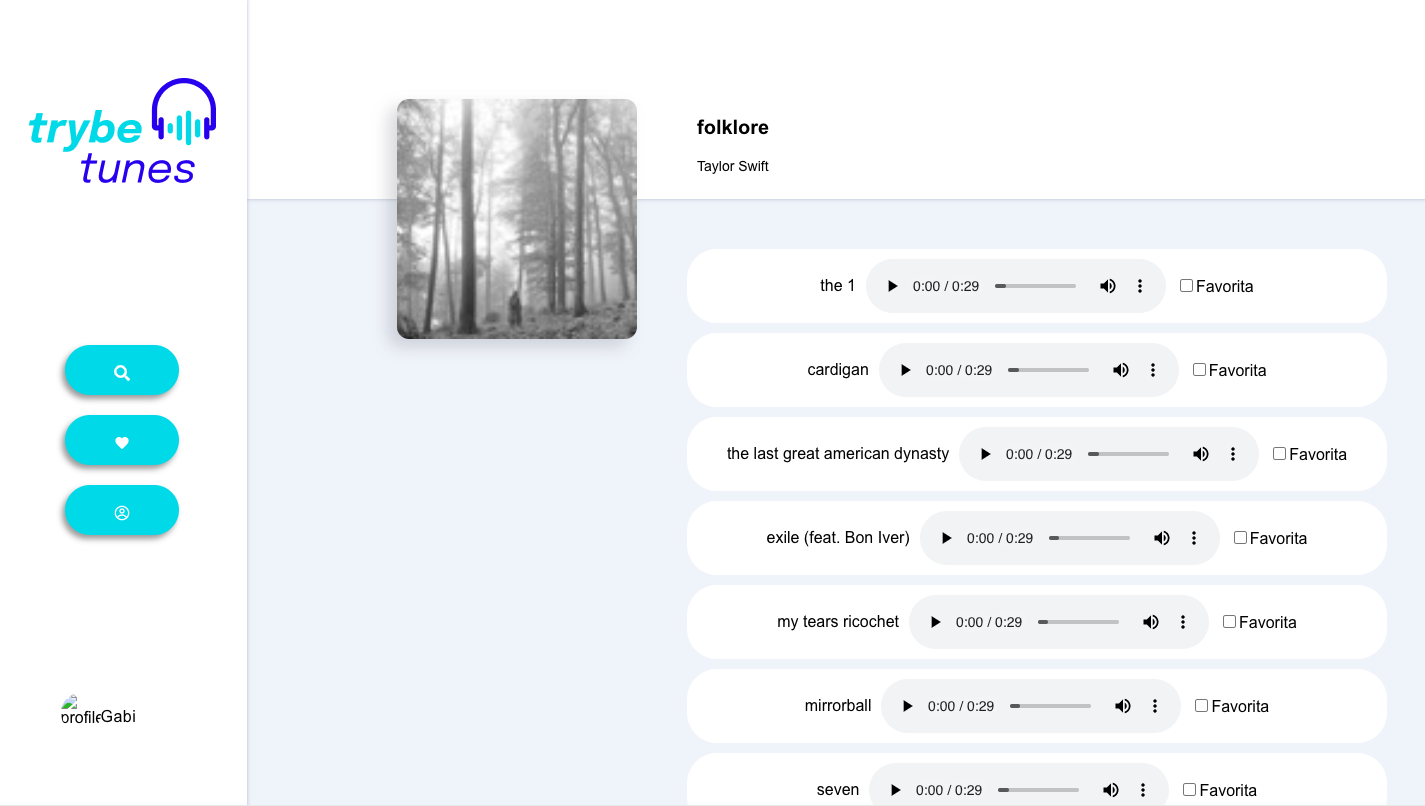 trybe
tunes
folklore
Taylor Swift
the 1 0:00 / 0:29 Favorita
cardigan 0:00 / 0:29 Favorita
the last great american dynasty 0:00 / 0:29 Favorita
exile (feat. Bon Iver) 0:00 / 0:29 Favorita
my tears ricochet 0:00 / 0:29 Favorita
mirrorball 0:00 / 0:29 Favorita
seven 0:00 / 0:29 Favorita
profile Gabi